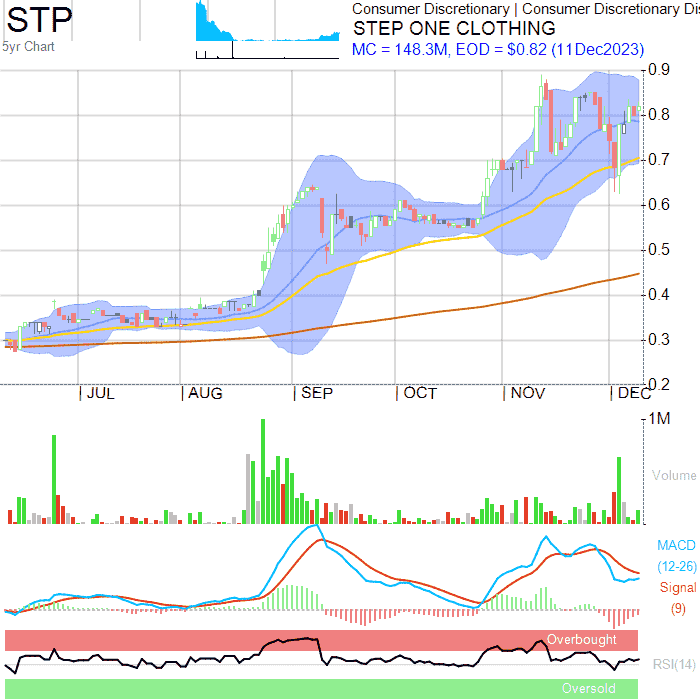 STP
5yr Chart
Consumer Discretionary | Consumer Discretionary Dis
STEP ONE CLOTHING
MC = 148.3M, EOD = $0.82 (11Dec2023)
0.9
0.8
0.7
0.6
0.5
0.4
0.3
0.2
| JUL | AUG | SEP | OCT | NOV | DEC
1M
Volume
MACD
(12-26)
Signal
(9)
Overbought
RSI(14)
Oversold